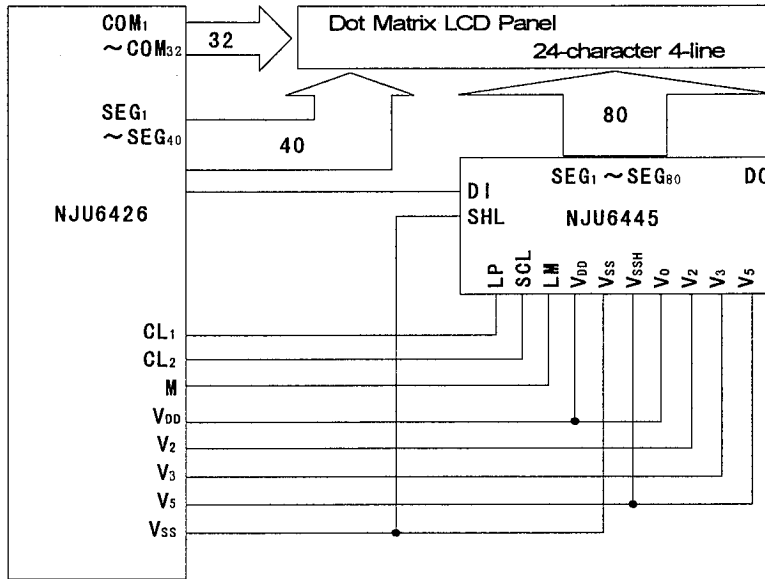 COM1
～COM32
32
Dot Matrix LCD Panel
24-character 4-line
SEG1
～SEG40
40
80
NJU6426
DI
SHL
SEG1～SEG80
DO
NJU6445
LP
SCL
LM
VDD
VSS
VSSH
V0
V2
V3
V5
CL1
CL2
M
VDD
V2
V3
V5
VSS